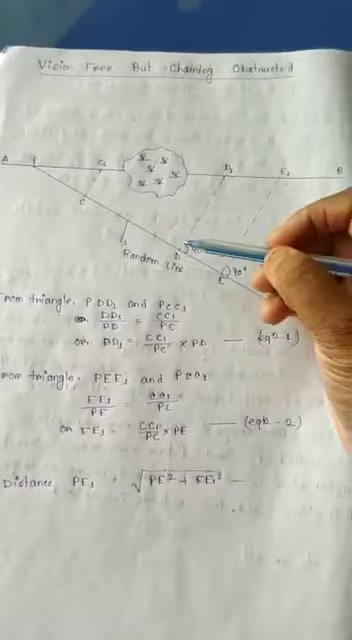 Vision Free But Chaining Obstructed
A P C1 D1 E1 B
C
Random Line
D 90°
E 90°
From triangle, PDD1 and PCC1
or, DD1/PD = CC1/PC
or, DD1 = CC1/PC × PD — (eqn-1)
From triangle, PEE1 and PCC1
EE1/PE = CC1/PC
or EE1 = CC1/PC × PE — (eqn-2)
Distance, PE1 = √PE² + EE1² —